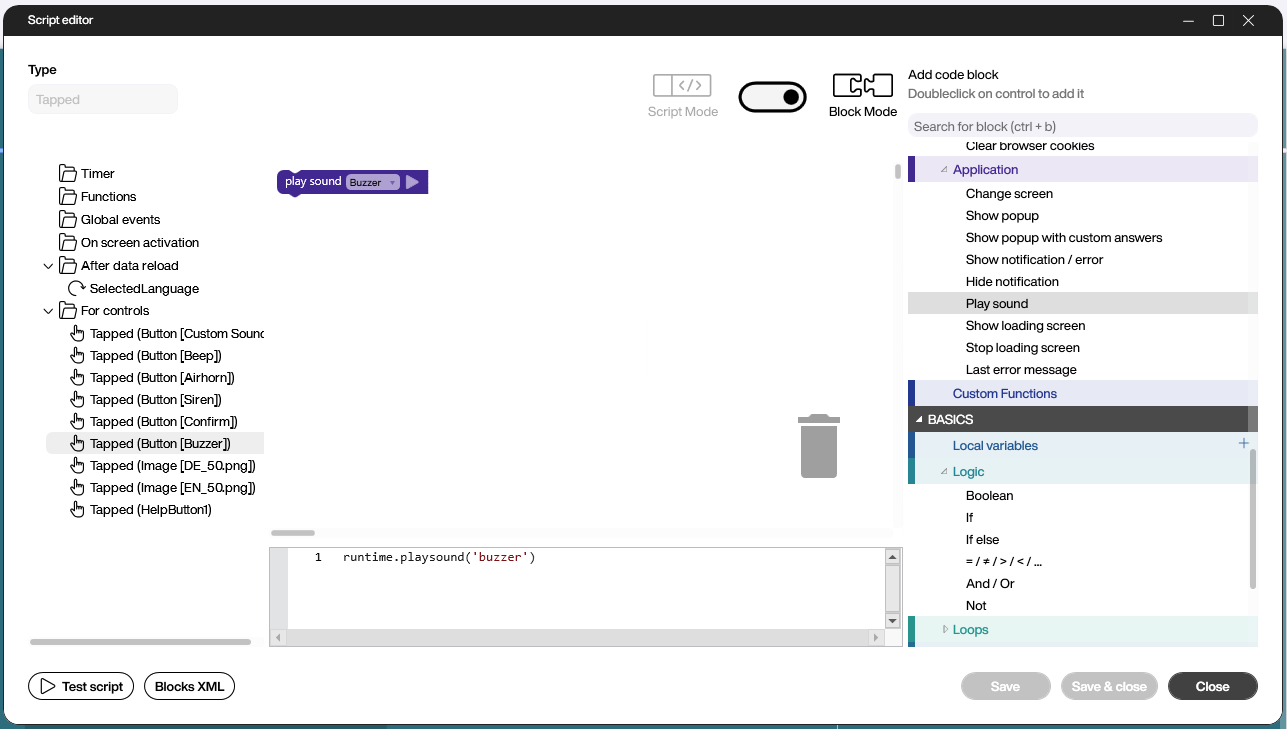 Script editor
Type
Tapped
Script Mode
Block Mode
Add code block
Doubleclick on control to add it
Search for block (ctrl + b)
Timer
Functions
Global events
On screen activation
After data reload
SelectedLanguage
For controls
Tapped (Button [Custom Sound
Tapped (Button [Beep])
Tapped (Button [Airhorn])
Tapped (Button [Siren])
Tapped (Button [Confirm])
Tapped (Button [Buzzer])
Tapped (Image [DE_50.png])
Tapped (Image [EN_50.png])
Tapped (HelpButton1)
play sound Buzzer
1 runtime.playsound('buzzer')
Clear browser cookies
Application
Change screen
Show popup
Show popup with custom answers
Show notification / error
Hide notification
Play sound
Show loading screen
Stop loading screen
Last error message
Custom Functions
BASICS
Local variables +
Logic
Boolean
If
If else
= / ≠ / > / < / ...
And / Or
Not
Loops
Test script
Blocks XML
Save
Save & close
Close